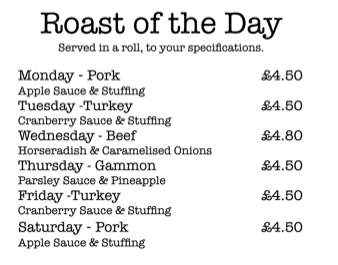 Roast of the Day
Served in a roll, to your specifications.
Monday - Pork £4.50
Apple Sauce & Stuffing
Tuesday -Turkey £4.50
Cranberry Sauce & Stuffing
Wednesday - Beef £4.80
Horseradish & Caramelised Onions
Thursday - Gammon £4.50
Parsley Sauce & Pineapple
Friday -Turkey £4.50
Cranberry Sauce & Stuffing
Saturday - Pork £4.50
Apple Sauce & Stuffing